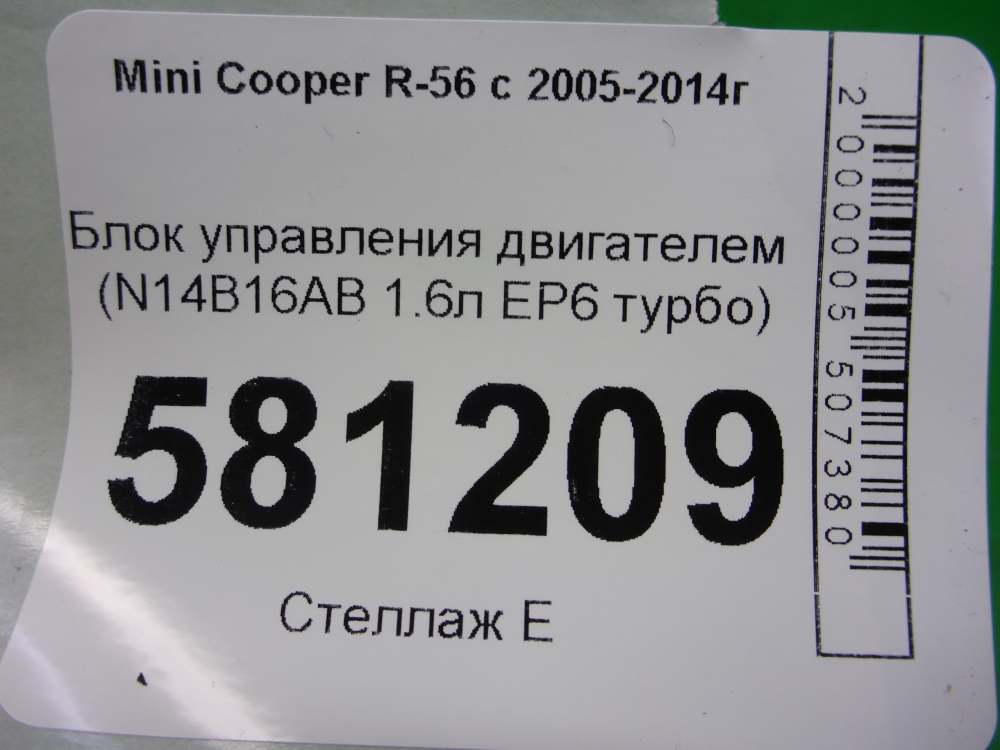 Mini Cooper R-56 с 2005-2014г
Блок управления двигателем
(N14B16AB 1.6л EP6 турбо)
581209
Стеллаж Е
2000005507380